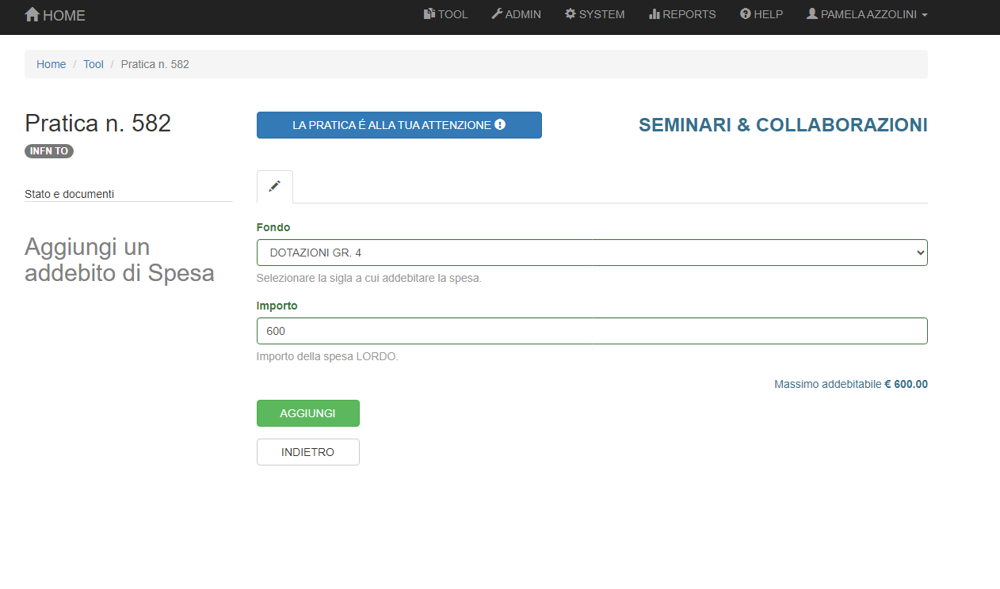 HOME
TOOL ADMIN SYSTEM REPORTS HELP PAMELA AZZOLINI
Home / Tool / Pratica n. 582
Pratica n. 582
INFN TO
LA PRATICA É ALLA TUA ATTENZIONE
SEMINARI & COLLABORAZIONI
Stato e documenti
Aggiungi un
addebito di Spesa
Fondo
DOTAZIONI GR. 4
Selezionare la sigla a cui addebitare la spesa.
Importo
600
Importo della spesa LORDO.
Massimo addebitabile € 600.00
AGGIUNGI
INDIETRO